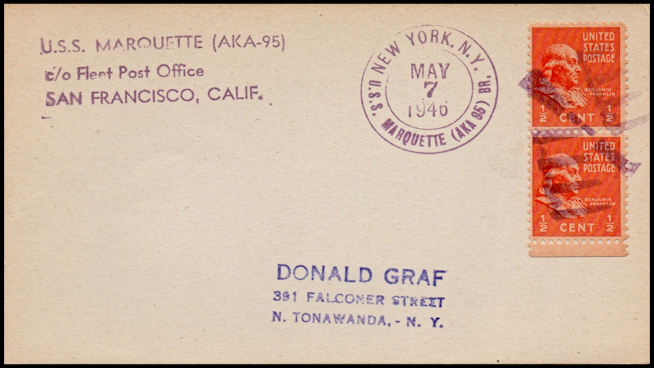 U.S.S. MARQUETTE (AKA-95)
c/o Fleet Post Office
SAN FRANCISCO, CALIF.
NEW YORK, N.Y.
MAY
7
1946
U.S.S. MARQUETTE (AKA 95) BR.
UNITED
STATES
POSTAGE
BENJAMIN
FRANKLIN
1/2 CENT 1/2
UNITED
STATES
POSTAGE
BENJAMIN
FRANKLIN
1/2 CENT 1/2
DONALD GRAF
391 FALCONER STREET
N. TONAWANDA, - N. Y.